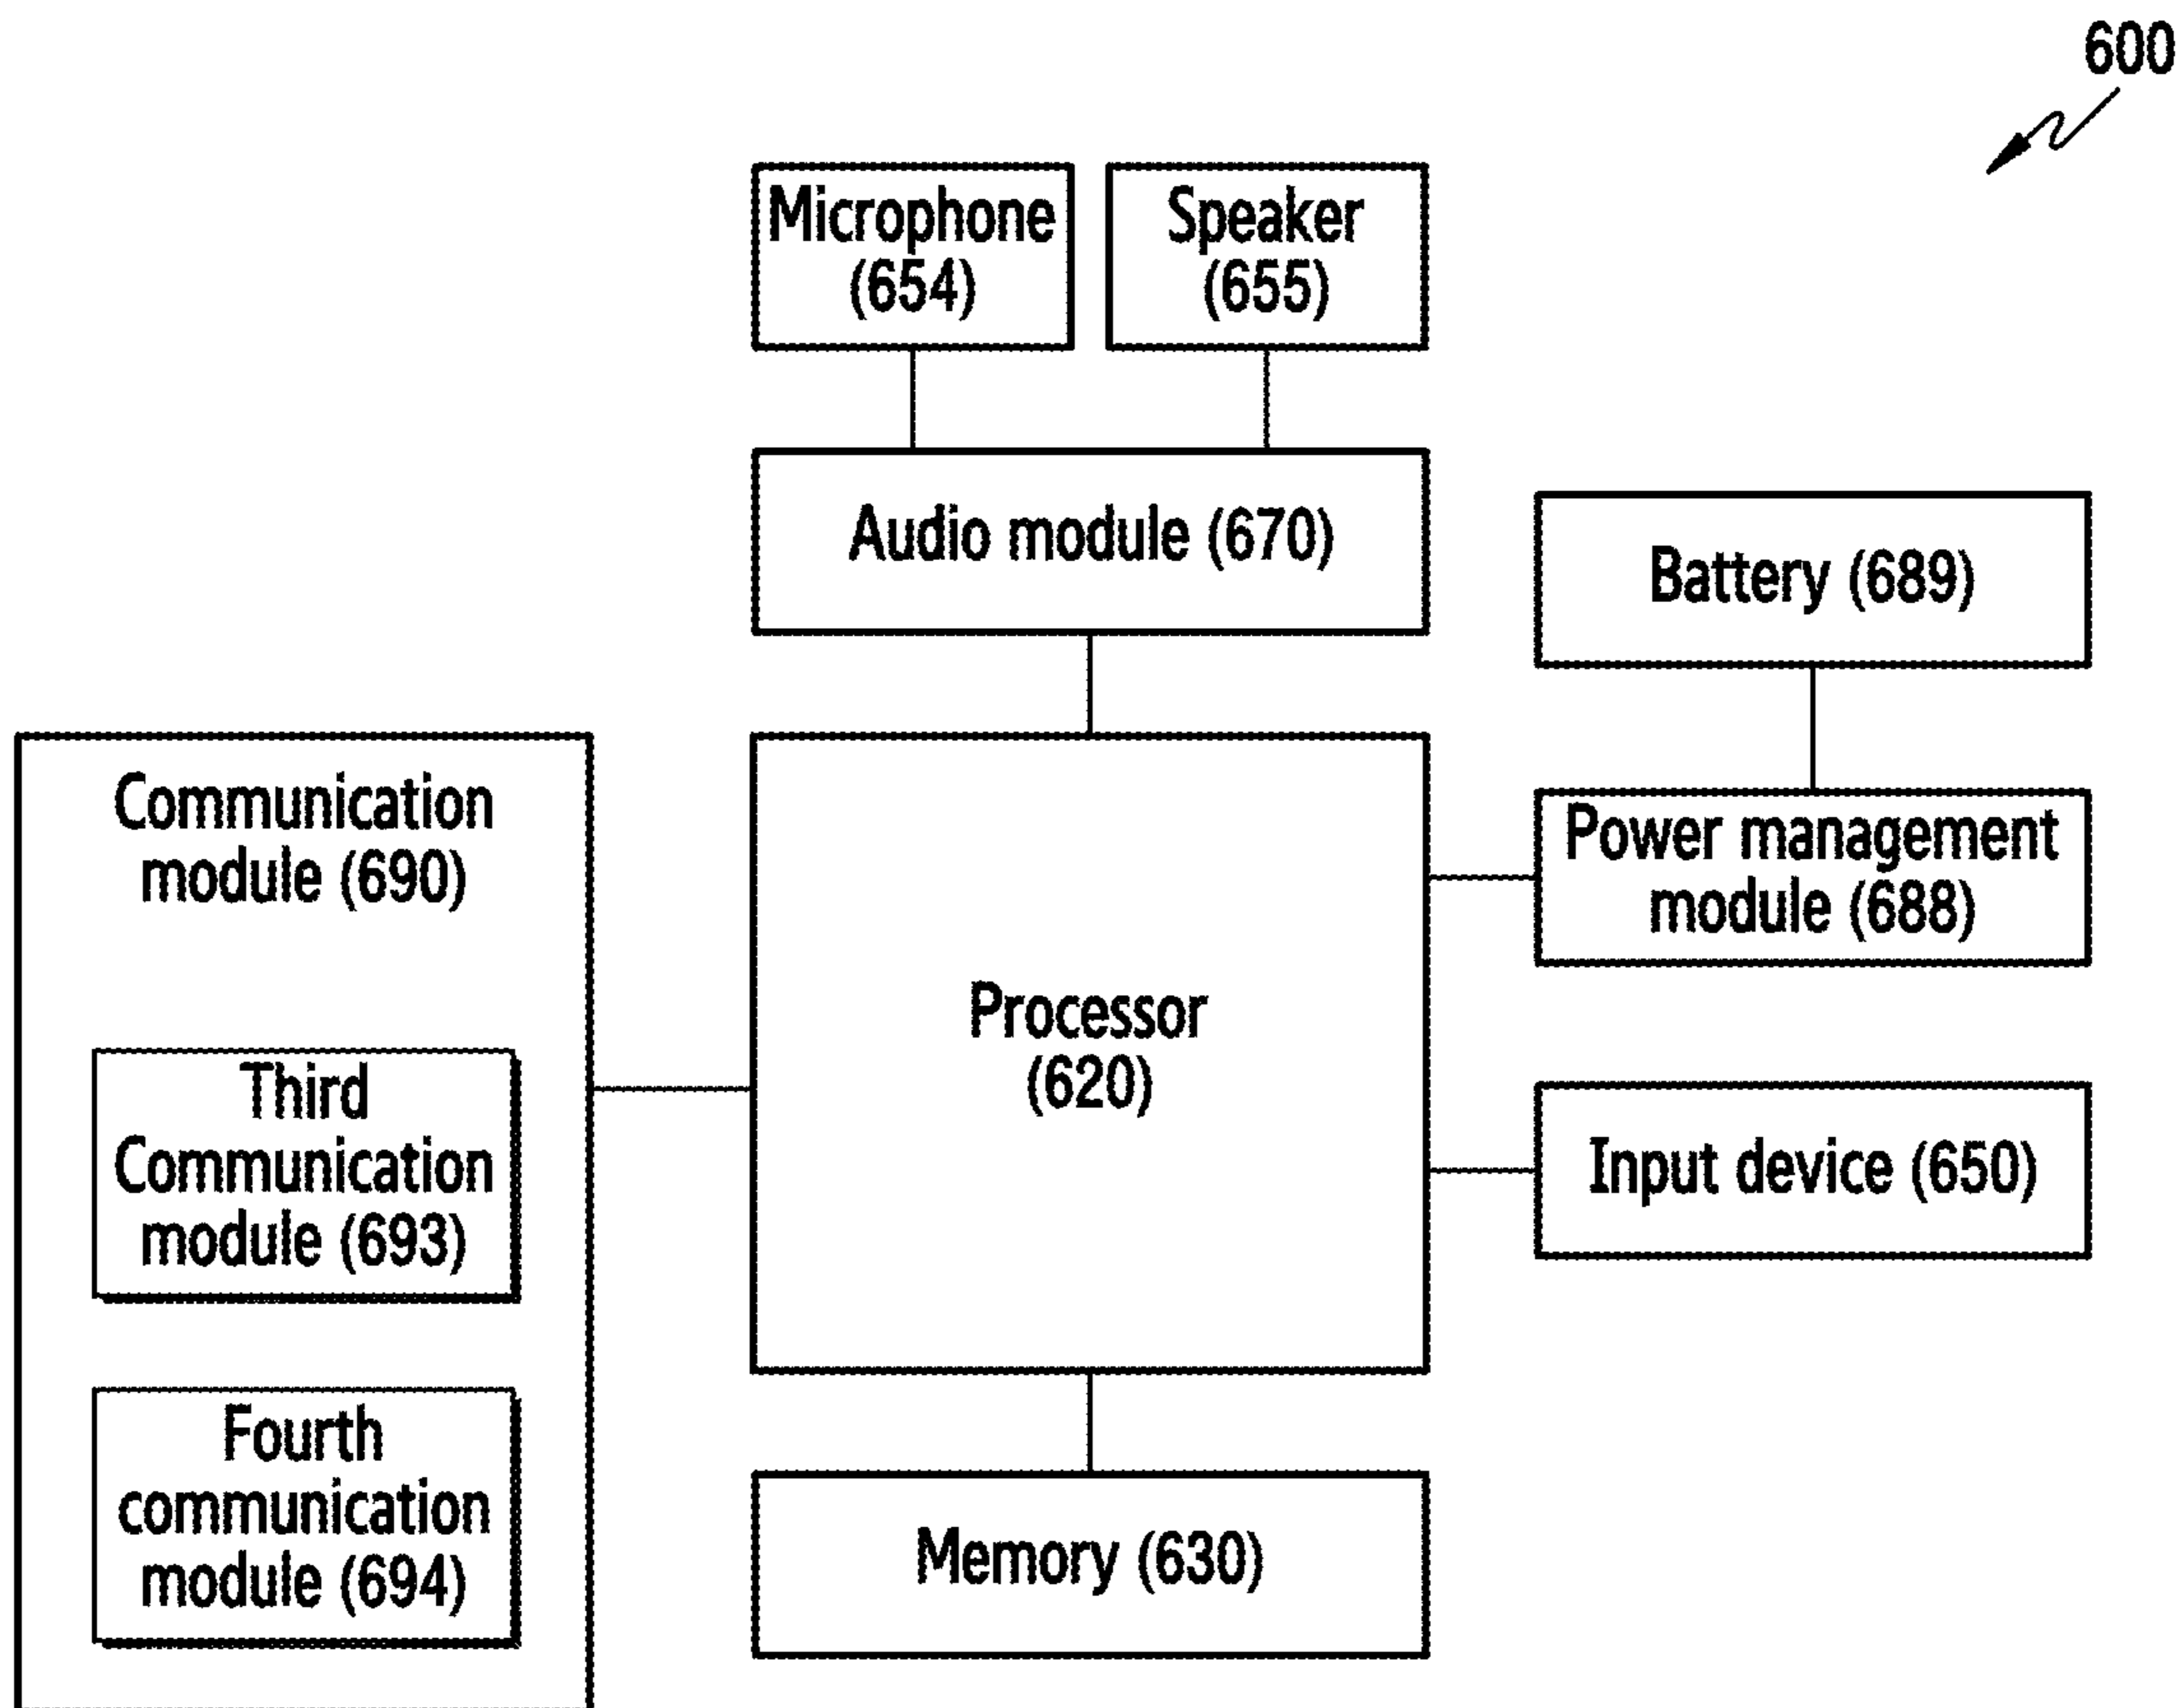 600
Microphone
(654)
Speaker
(655)
Audio module (670)
Battery (689)
Communication
module (690)
Power management
module (688)
Processor
(620)
Third
Communication
module (693)
Input device (650)
Fourth
communication
module (694)
Memory (630)